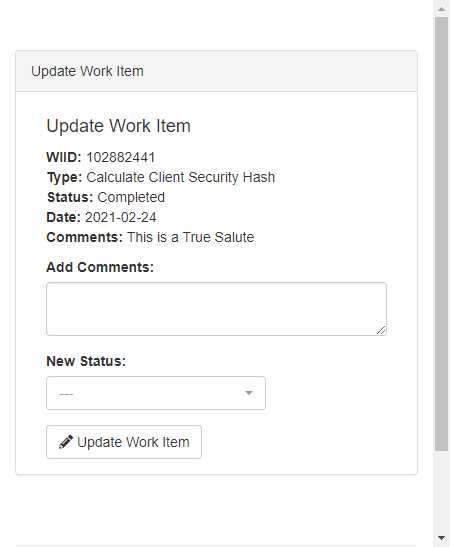 Update Work Item
Update Work Item
WIID: 102882441
Type: Calculate Client Security Hash
Status: Completed
Date: 2021-02-24
Comments: This is a True Salute
Add Comments:
New Status:
---
Update Work Item